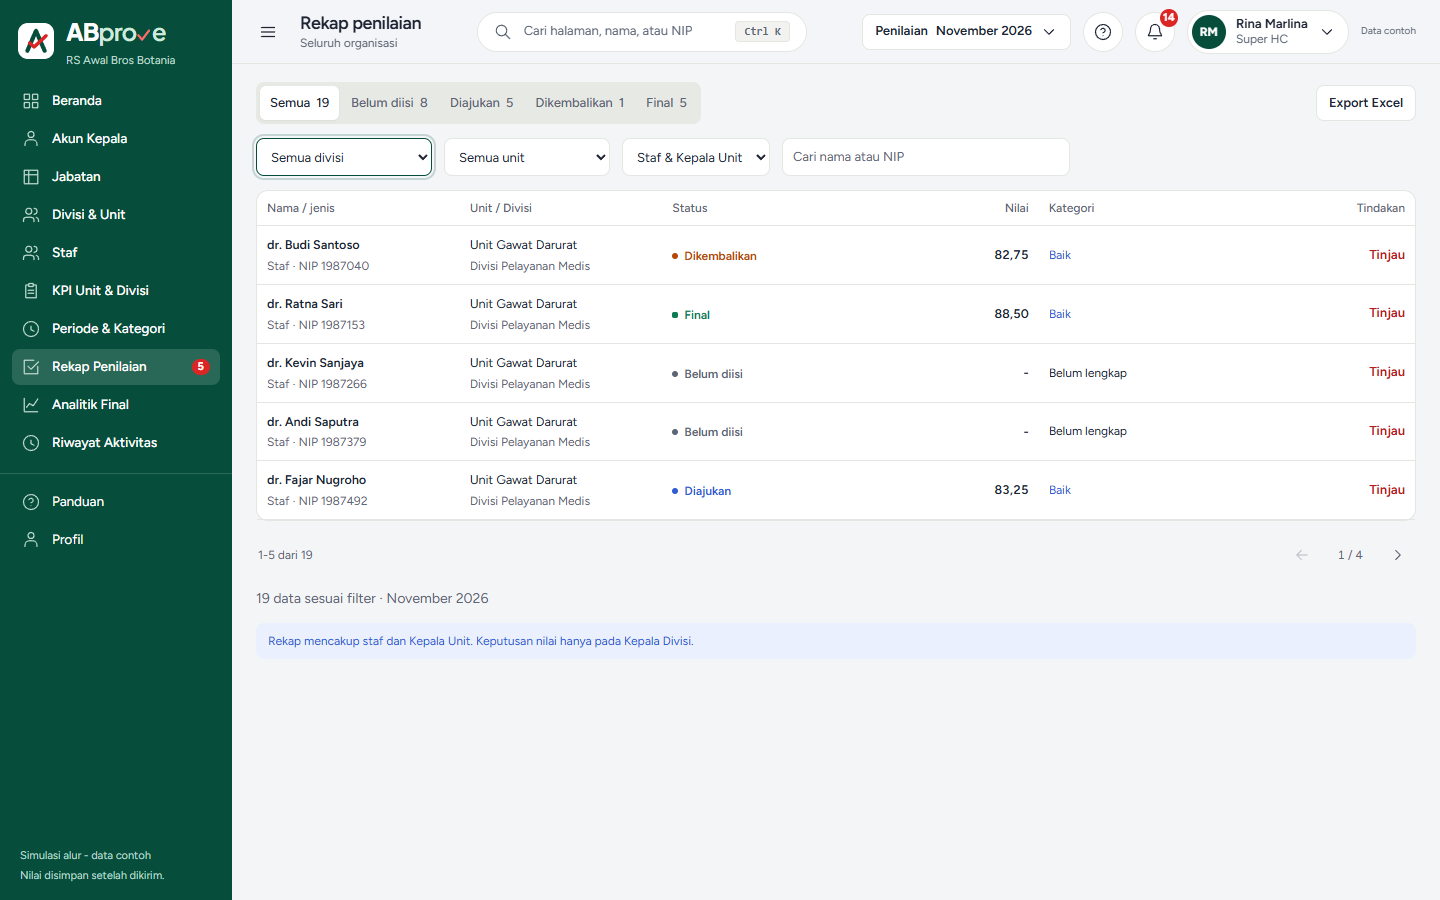 ABprove
RS Awal Bros Botania
Beranda
Akun Kepala
Jabatan
Divisi & Unit
Staf
KPI Unit & Divisi
Periode & Kategori
Rekap Penilaian 5
Analitik Final
Riwayat Aktivitas
Panduan
Profil
Simulasi alur - data contoh
Nilai disimpan setelah dikirim.
Rekap penilaian
Seluruh organisasi
Cari halaman, nama, atau NIP Ctrl K
Penilaian November 2026
14
RM
Rina Marlina
Super HC
Data contoh
Semua 19 Belum diisi 8 Diajukan 5 Dikembalikan 1 Final 5
Export Excel
Semua divisi Semua unit Staf & Kepala Unit Cari nama atau NIP
Nama / jenis Unit / Divisi Status Nilai Kategori Tindakan
dr. Budi Santoso Unit Gawat Darurat Dikembalikan 82,75 Baik Tinjau
Staf · NIP 1987040 Divisi Pelayanan Medis
dr. Ratna Sari Unit Gawat Darurat Final 88,50 Baik Tinjau
Staf · NIP 1987153 Divisi Pelayanan Medis
dr. Kevin Sanjaya Unit Gawat Darurat Belum diisi - Belum lengkap Tinjau
Staf · NIP 1987266 Divisi Pelayanan Medis
dr. Andi Saputra Unit Gawat Darurat Belum diisi - Belum lengkap Tinjau
Staf · NIP 1987379 Divisi Pelayanan Medis
dr. Fajar Nugroho Unit Gawat Darurat Diajukan 83,25 Baik Tinjau
Staf · NIP 1987492 Divisi Pelayanan Medis
1-5 dari 19
1 / 4
19 data sesuai filter · November 2026
Rekap mencakup staf dan Kepala Unit. Keputusan nilai hanya pada Kepala Divisi.